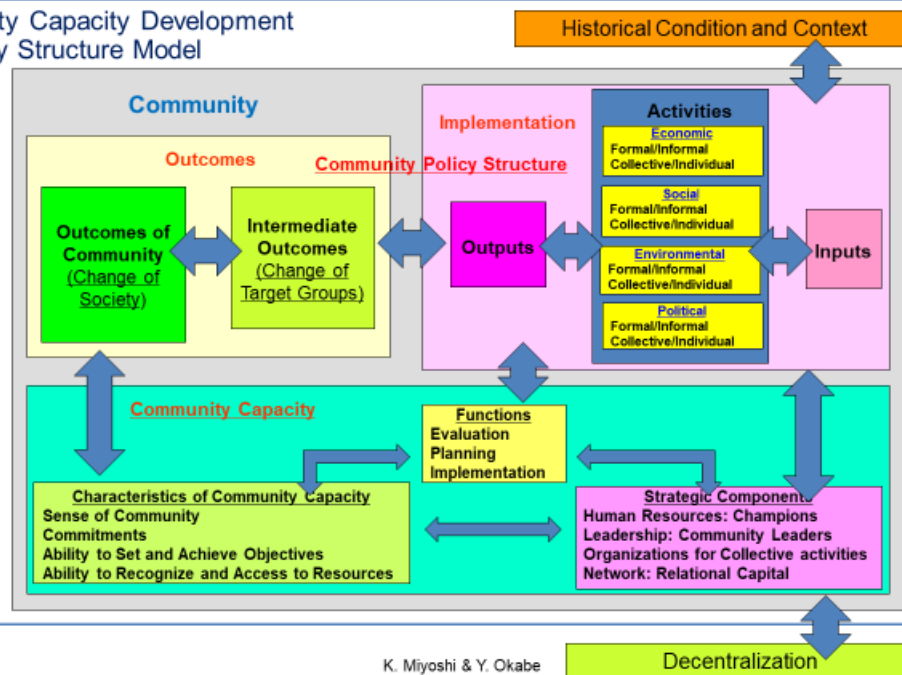 ty Capacity Development
y Structure Model
Historical Condition and Context
Community
Implementation
Activities
Economic
Formal/Informal
Collective/Individual
Social
Formal/Informal
Collective/Individual
Environmental
Formal/Informal
Collective/Individual
Political
Formal/Informal
Collective/Individual
Outcomes
Community Policy Structure
Outcomes of
Community
(Change of
Society)
Intermediate
Outcomes
(Change of
Target Groups)
Outputs
Inputs
Community Capacity
Functions
Evaluation
Planning
Implementation
Characteristics of Community Capacity
Sense of Community
Commitments
Ability to Set and Achieve Objectives
Ability to Recognize and Access to Resources
Strategic Components
Human Resources: Champions
Leadership: Community Leaders
Organizations for Collective activities
Network: Relational Capital
K. Miyoshi & Y. Okabe
Decentralization